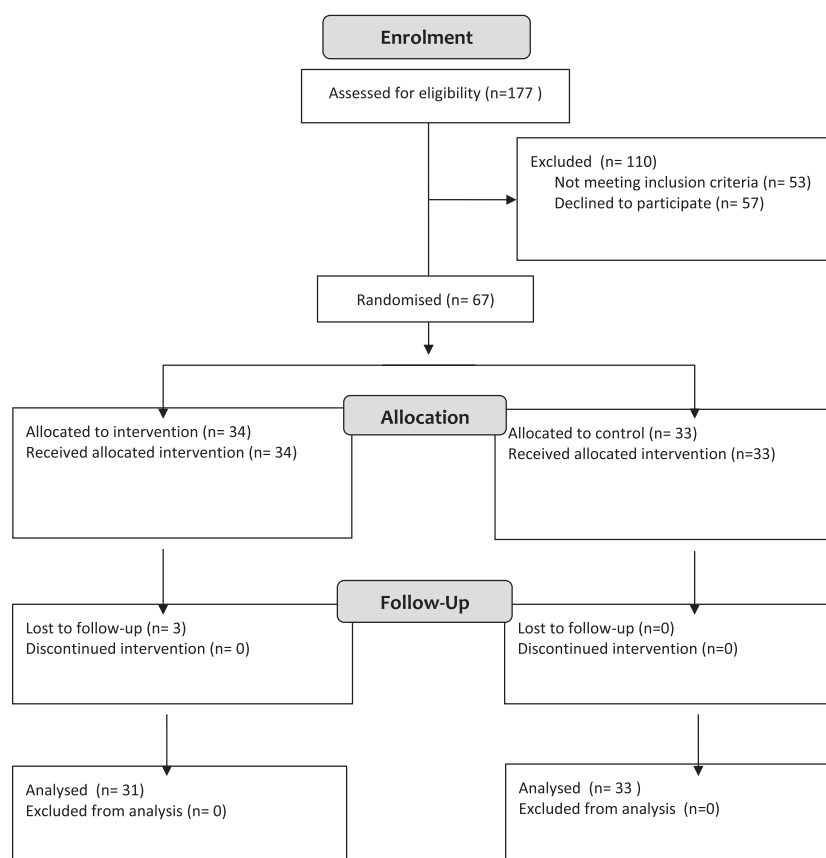 Enrolment
Assessed for eligibility (n=177 )
Excluded  (n= 110)
Not meeting inclusion criteria (n= 53)
Declined to participate (n= 57)
Randomised (n= 67)
Allocation
Allocated to intervention (n= 34)
Received allocated intervention (n= 34)
Allocated to control (n= 33)
Received allocated intervention (n=33)
Follow-Up
Lost to follow-up (n= 3)
Discontinued intervention (n= 0)
Lost to follow-up (n=0)
Discontinued intervention (n=0)
Analysed  (n= 31)
Excluded from analysis (n= 0)
Analysed  (n= 33 )
Excluded from analysis  (n=0)